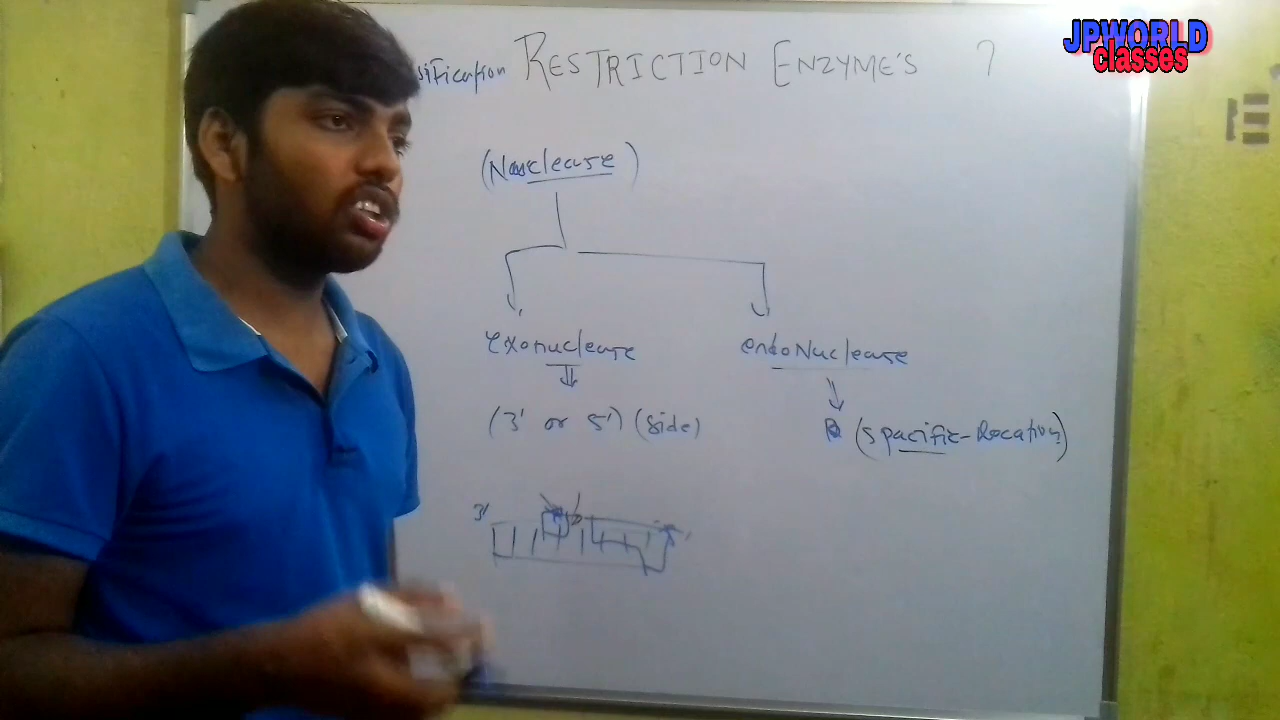 JPWORLD
classes
sification RESTRICTION ENZYME'S ?
(Nuclease)
exonuclease endoNuclease
(3' or 5') (side) (spacific-location)
3'